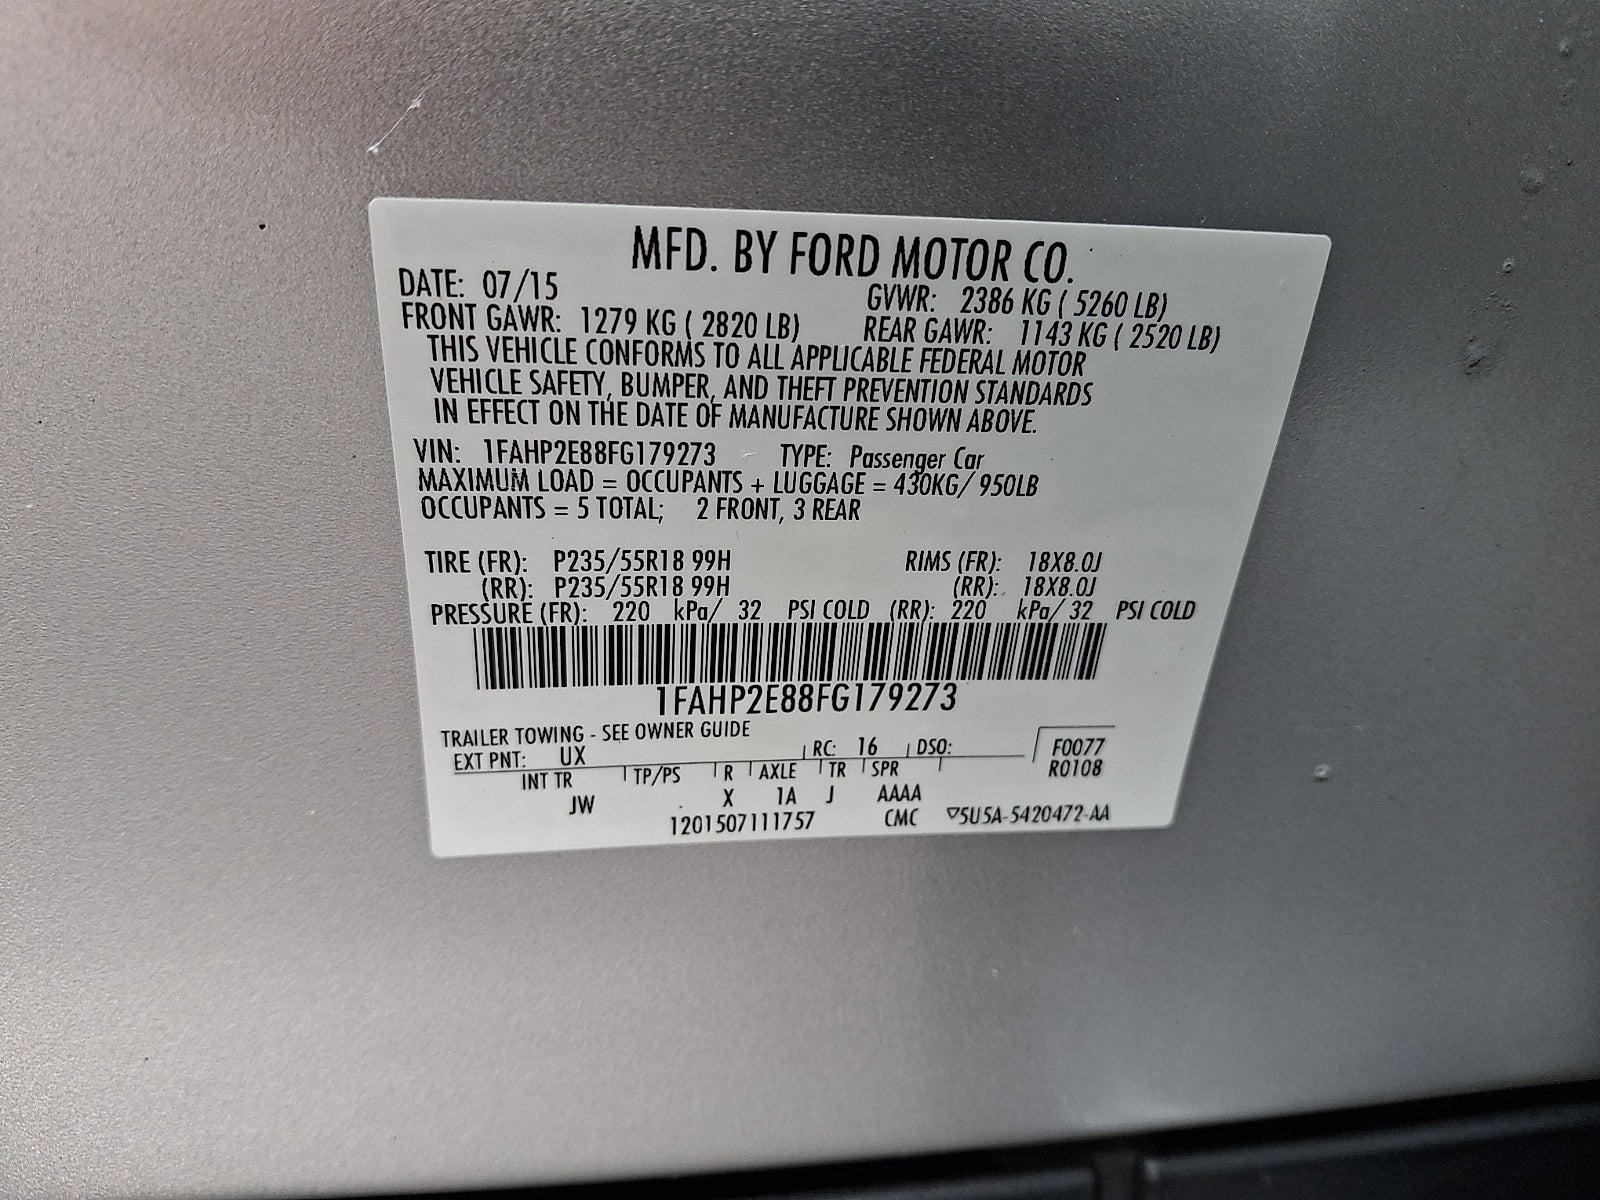 MFD. BY FORD MOTOR CO.
DATE: 07/15 GVWR: 2386 KG ( 5260 LB)
FRONT GAWR: 1279 KG ( 2820 LB) REAR GAWR: 1143 KG ( 2520 LB)
THIS VEHICLE CONFORMS TO ALL APPLICABLE FEDERAL MOTOR
VEHICLE SAFETY, BUMPER, AND THEFT PREVENTION STANDARDS
IN EFFECT ON THE DATE OF MANUFACTURE SHOWN ABOVE.
VIN: 1FAHP2E88FG179273 TYPE: Passenger Car
MAXIMUM LOAD = OCCUPANTS + LUGGAGE = 430KG/ 950LB
OCCUPANTS = 5 TOTAL; 2 FRONT, 3 REAR
TIRE (FR): P235/55R18 99H RIMS (FR): 18X8.0J
(RR): P235/55R18 99H (RR): 18X8.0J
PRESSURE (FR): 220 kPa/ 32 PSI COLD (RR): 220 kPa/ 32 PSI COLD
1FAHP2E88FG179273
TRAILER TOWING - SEE OWNER GUIDE
EXT PNT: UX RC: 16 DSO: F0077
INT TR TP/PS R AXLE TR SPR R0108
JW X 1A J AAAA
1201507111757 CMC ▽5U5A-5420472-AA